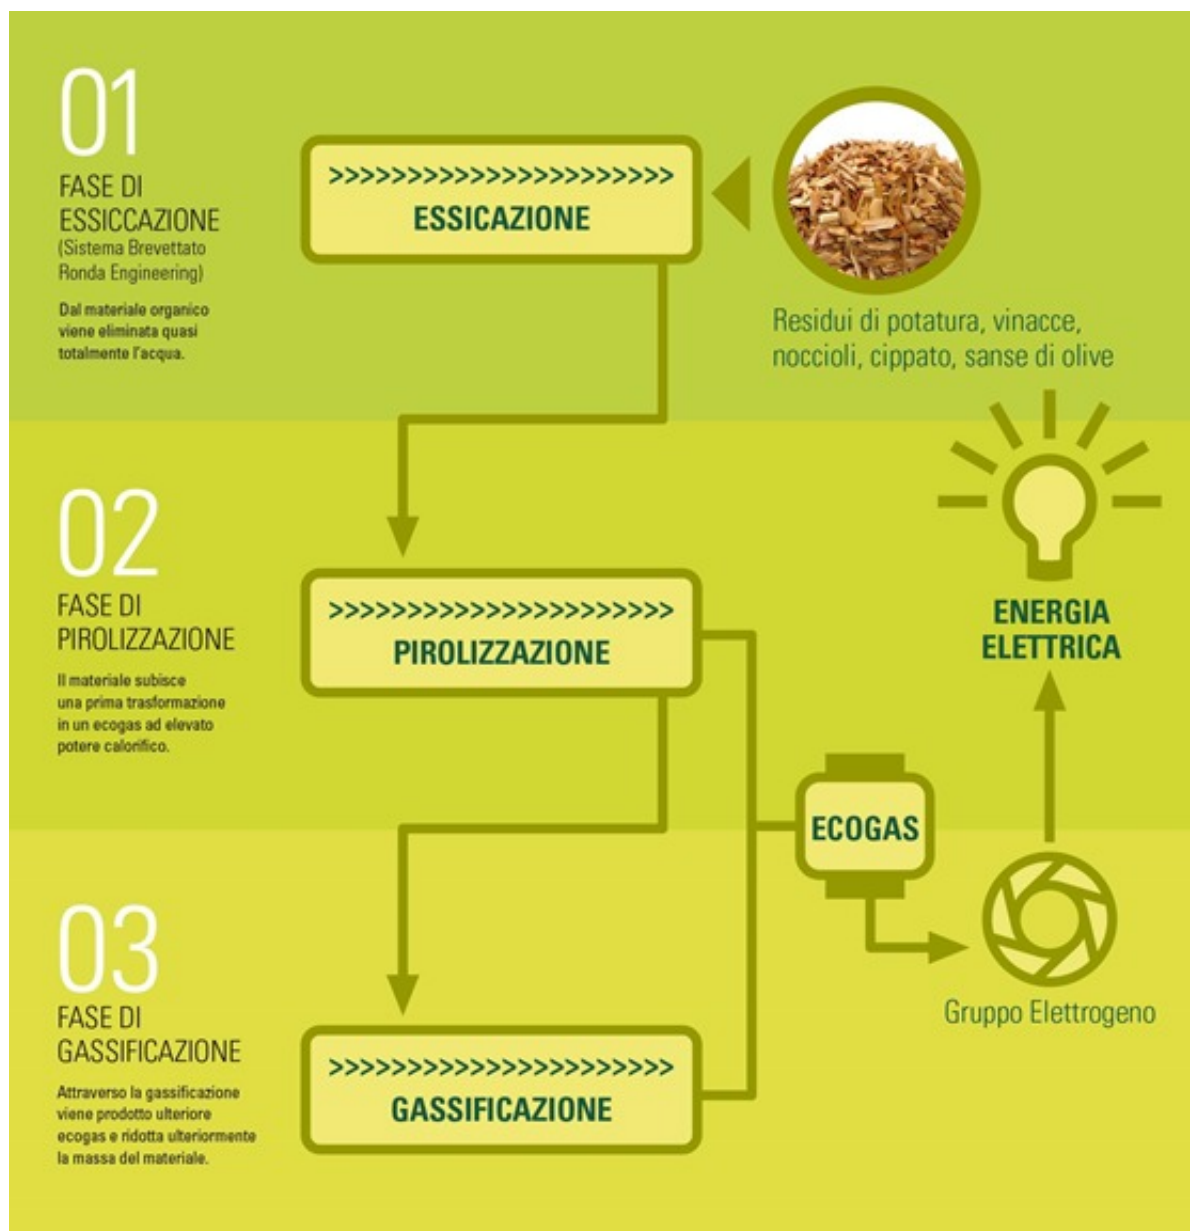 01
FASE DI
ESSICCAZIONE
(Sistema Brevettato
Ronda Engineering)
Dal materiale organico
viene eliminata quasi
totalmente l'acqua.
>>>>>>>>>>>>>>>>>>>>>>
ESSICAZIONE
Residui di potatura, vinacce,
noccioli, cippato, sanse di olive
02
FASE DI
PIROLIZZAZIONE
Il materiale subisce
una prima trasformazione
in un ecogas ad elevato
potere calorifico.
>>>>>>>>>>>>>>>>>>>>>>
PIROLIZZAZIONE
ENERGIA
ELETTRICA
ECOGAS
Gruppo Elettrogeno
03
FASE DI
GASSIFICAZIONE
Attraverso la gassificazione
viene prodotto ulteriore
ecogas e ridotta ulteriormente
la massa del materiale.
>>>>>>>>>>>>>>>>>>>>>>
GASSIFICAZIONE